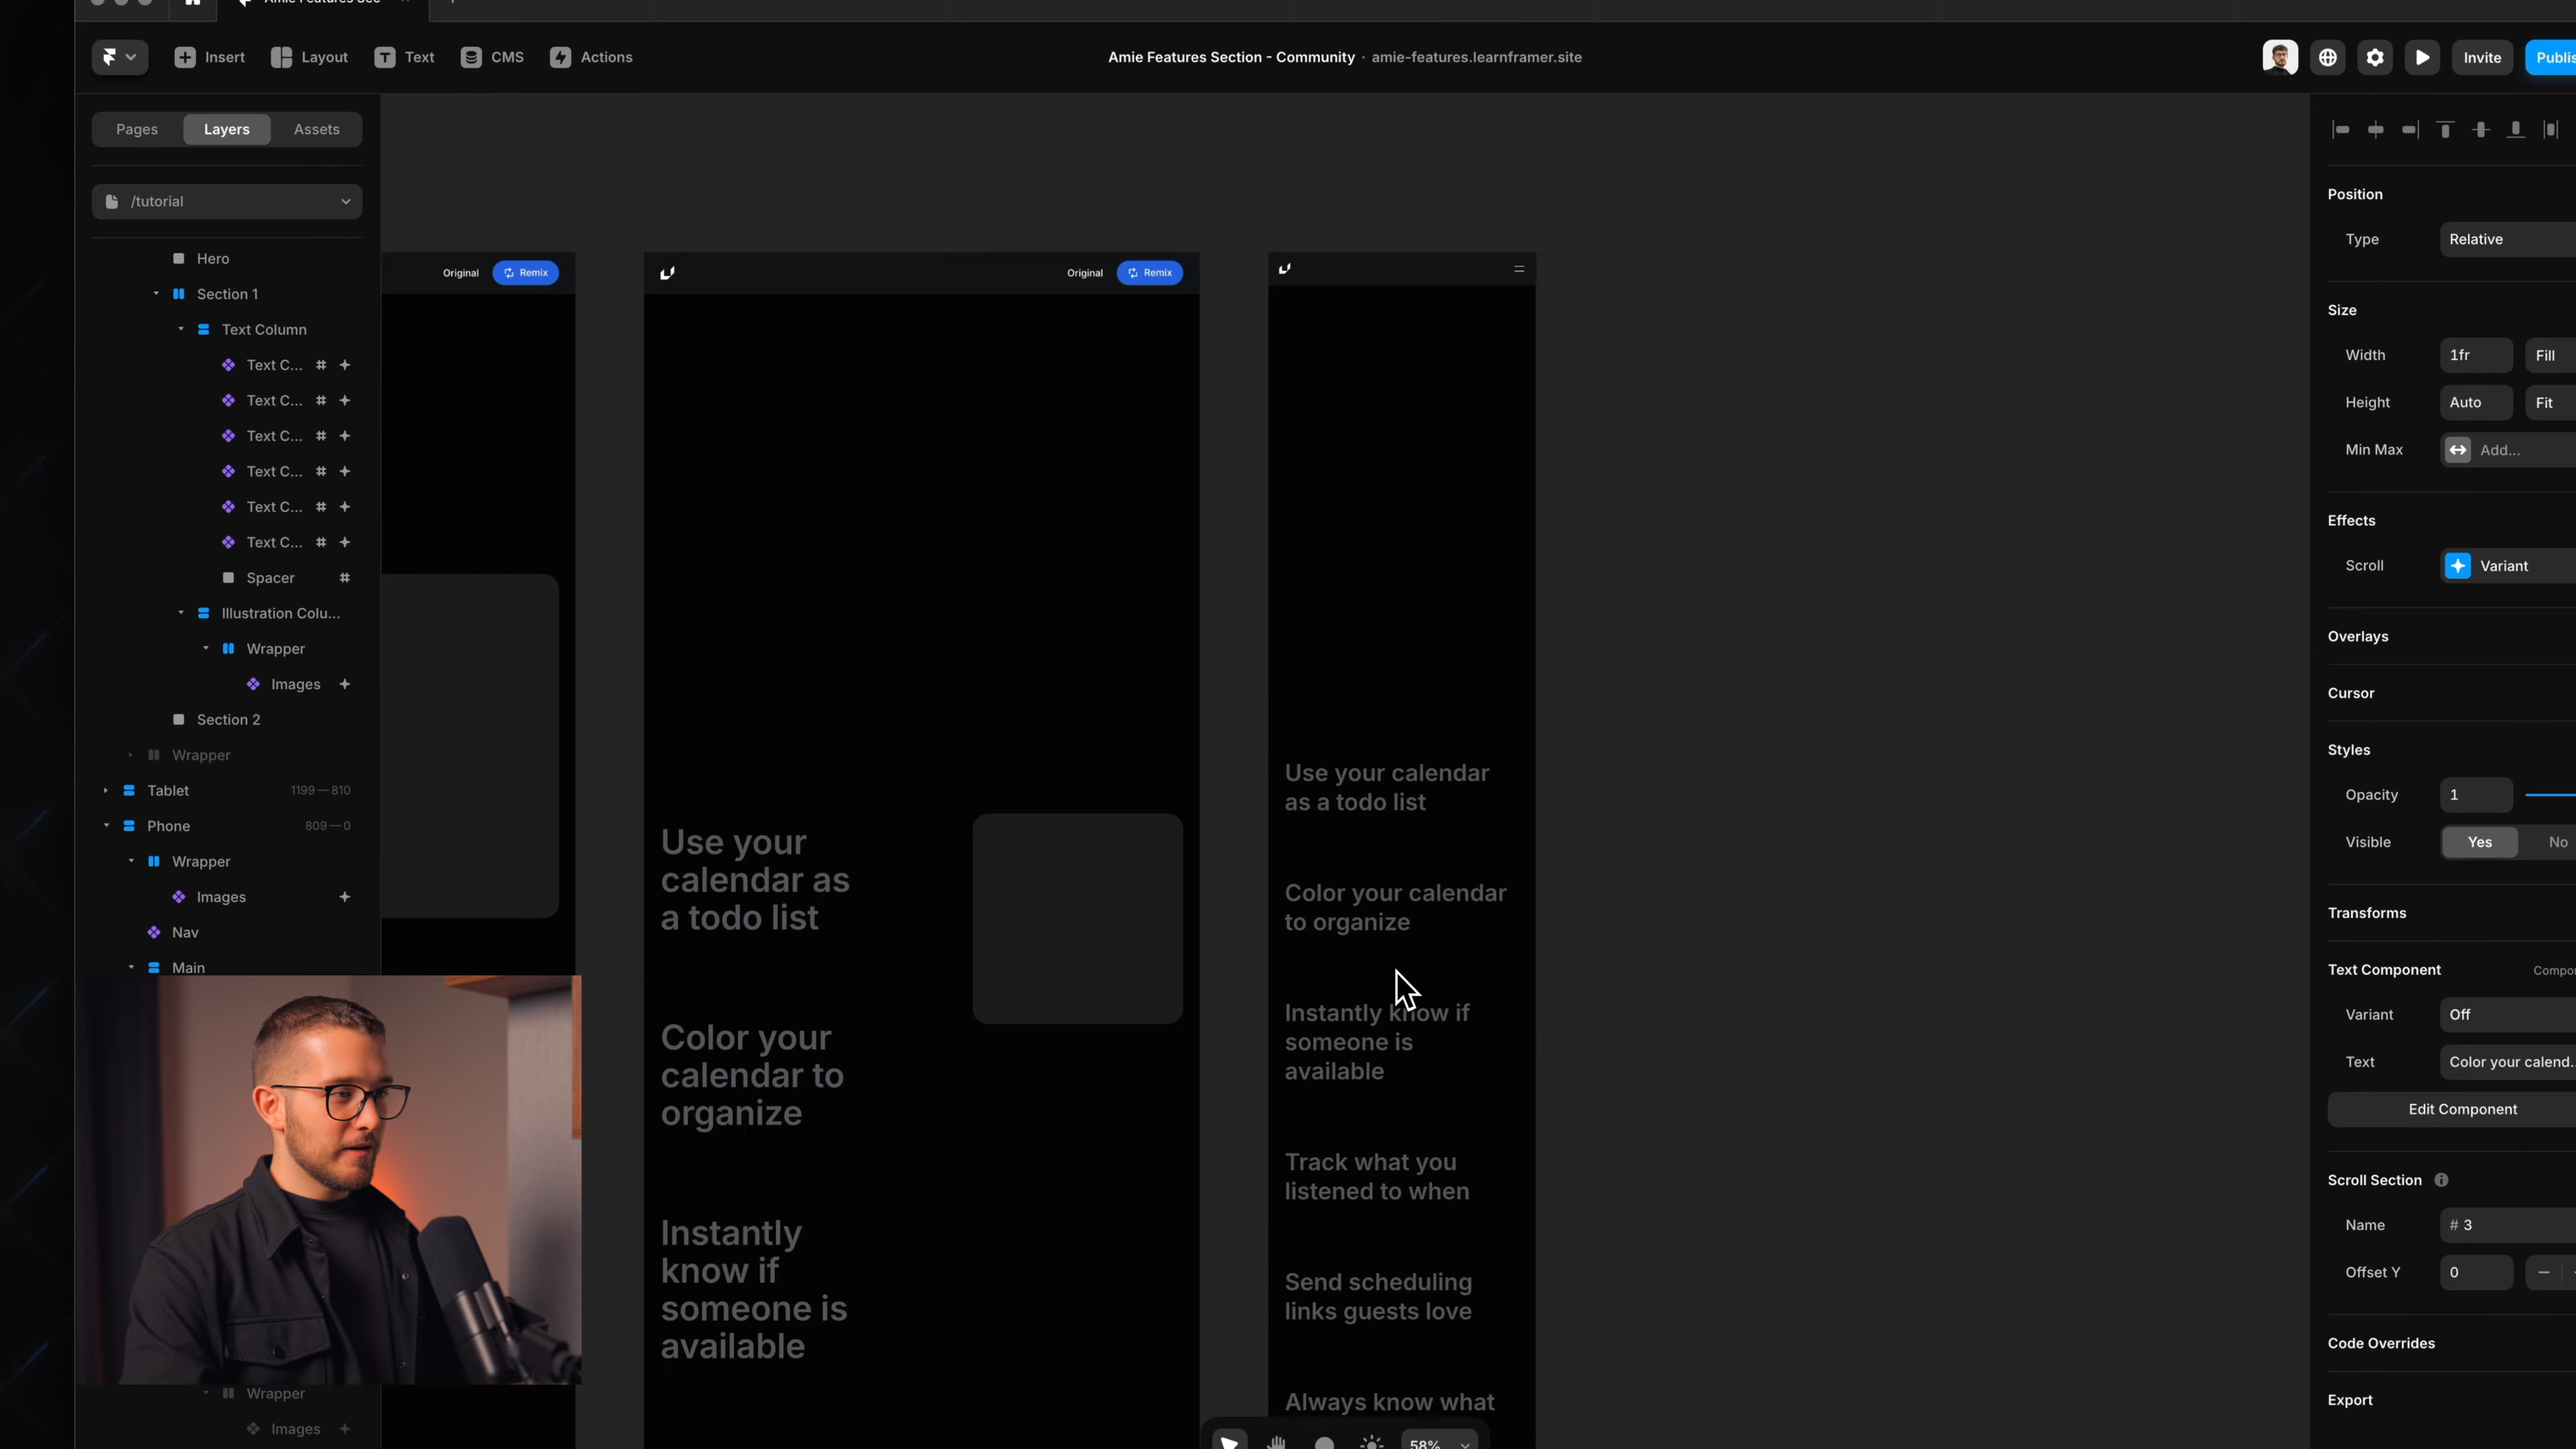 Amie Features Sec
Insert
Layout
Text
CMS
Actions
Amie Features Section - Community · amie-features.learnframer.site
Invite
Publis
Pages
Layers
Assets
/tutorial
Hero
Section 1
Text Column
Text C...
Text C...
Text C...
Text C...
Text C...
Text C...
Spacer
Illustration Colu...
Wrapper
Images
Section 2
Wrapper
Tablet 1199—810
Phone 809—0
Wrapper
Images
Nav
Main
Wrapper
Images
Original
Remix
Original
Remix
Use your
calendar as
a todo list
Color your
calendar to
organize
Instantly
know if
someone is
available
Use your calendar
as a todo list
Color your calendar
to organize
Instantly know if
someone is
available
Track what you
listened to when
Send scheduling
links guests love
Always know what
58%
Position
Type Relative
Size
Width 1fr Fill
Height Auto Fit
Min Max Add...
Effects
Scroll Variant
Overlays
Cursor
Styles
Opacity 1
Visible Yes No
Transforms
Text Component Compo
Variant Off
Text Color your calend...
Edit Component
Scroll Section
Name # 3
Offset Y 0
Code Overrides
Export